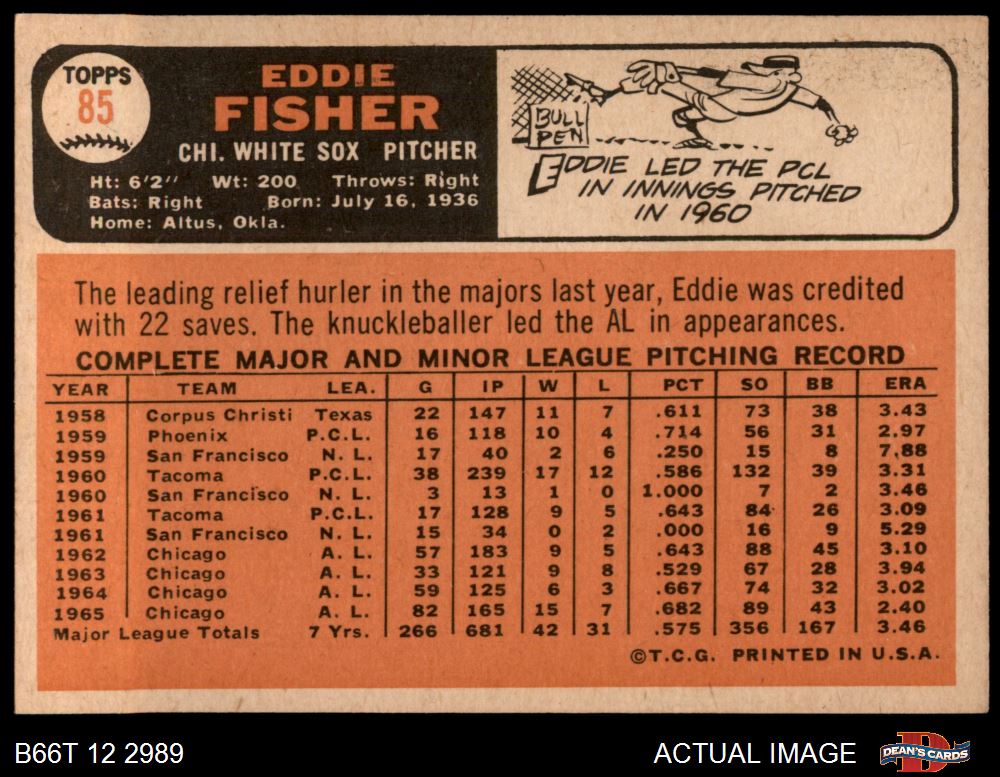 TOPPS
85
EDDIE
FISHER
CHI. WHITE SOX PITCHER
Ht: 6'2" Wt: 200 Throws: Right
Bats: Right Born: July 16, 1936
Home: Altus, Okla.
BULL
PEN
EDDIE LED THE PCL
IN INNINGS PITCHED
IN 1960
The leading relief hurler in the majors last year, Eddie was credited
with 22 saves. The knuckleballer led the AL in appearances.
COMPLETE MAJOR AND MINOR LEAGUE PITCHING RECORD
YEAR TEAM LEA. G IP W L PCT SO BB ERA
1958 Corpus Christi Texas 22 147 11 7 .611 73 38 3.43
1959 Phoenix P.C.L. 16 118 10 4 .714 56 31 2.97
1959 San Francisco N. L. 17 40 2 6 .250 15 8 7.88
1960 Tacoma P.C.L. 38 239 17 12 .586 132 39 3.31
1960 San Francisco N. L. 3 13 1 0 1.000 7 2 3.46
1961 Tacoma P.C.L. 17 128 9 5 .643 84 26 3.09
1961 San Francisco N. L. 15 34 0 2 .000 16 9 5.29
1962 Chicago A. L. 57 183 9 5 .643 88 45 3.10
1963 Chicago A. L. 33 121 9 8 .529 67 28 3.94
1964 Chicago A. L. 59 125 6 3 .667 74 32 3.02
1965 Chicago A. L. 82 165 15 7 .682 89 43 2.40
Major League Totals 7 Yrs. 266 681 42 31 .575 356 167 3.46
©T.C.G. PRINTED IN U.S.A.
B66T 12 2989 ACTUAL IMAGE DEAN'S CARDS